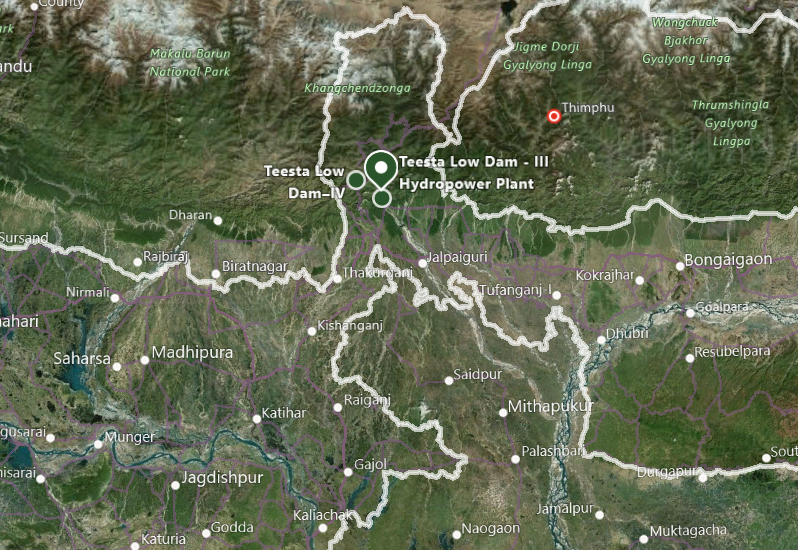 County
ark
Wangchuck
Bjakhor
Gyalyong Linga
Makalu Barun
National Park
Jigme Dorji
Gyalyong Linga
andu
Khangchendzonga
Thimphu
Thrumshingla
Gyalyong
Lingpa
Teesta Low
Dam–IV
Teesta Low Dam - III
Hydropower Plant
Dharan
Sursand
Rajbiraj
Biratnagar
Thakurganj
Jalpaiguri
Bongaigaon
Kokrajhar
Nirmali
Tufanganj I
Goalpara
ahari
Kishanganj
Dhubri
Saharsa
Madhipura
Resubelpara
Saidpur
Katihar
Raiganj
Mithapukur
gusarai
Munger
Palashbari
South
hisarai
Jagdishpur
Gajol
Durgapur
Kaliachak
Jamalpur
Godda
Naogaon
Katuria
Muktagacha